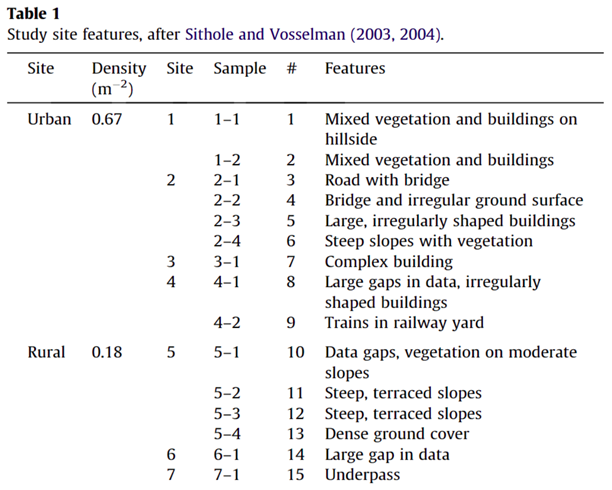 Table 1
Study site features, after Sithole and Vosselman (2003, 2004).
Site Density (m−2) Site Sample # Features
Urban 0.67 1 1–1 1 Mixed vegetation and buildings on
hillside
1–2 2 Mixed vegetation and buildings
2 2–1 3 Road with bridge
2–2 4 Bridge and irregular ground surface
2–3 5 Large, irregularly shaped buildings
2–4 6 Steep slopes with vegetation
3 3–1 7 Complex building
4 4–1 8 Large gaps in data, irregularly
shaped buildings
4–2 9 Trains in railway yard
Rural 0.18 5 5–1 10 Data gaps, vegetation on moderate
slopes
5–2 11 Steep, terraced slopes
5–3 12 Steep, terraced slopes
5–4 13 Dense ground cover
6 6–1 14 Large gap in data
7 7–1 15 Underpass